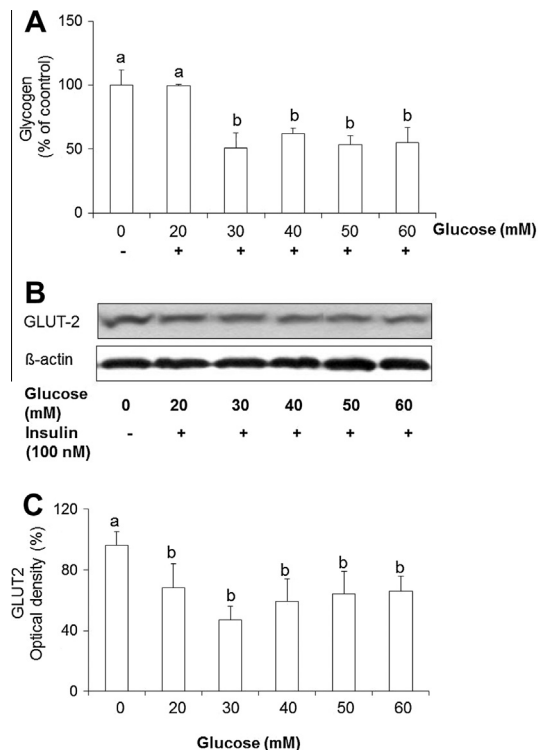 A
150
100
50
0
Glycogen
(% of coontrol)
a a b b b b
0 20 30 40 50 60 Glucose (mM)
- + + + + +
B
GLUT-2
ß-actin
Glucose
(mM) 0 20 30 40 50 60
Insulin
(100 nM) - + + + + +
C
120
80
40
0
GLUT2
Optical density (%)
a b b b b b
0 20 30 40 50 60
Glucose (mM)